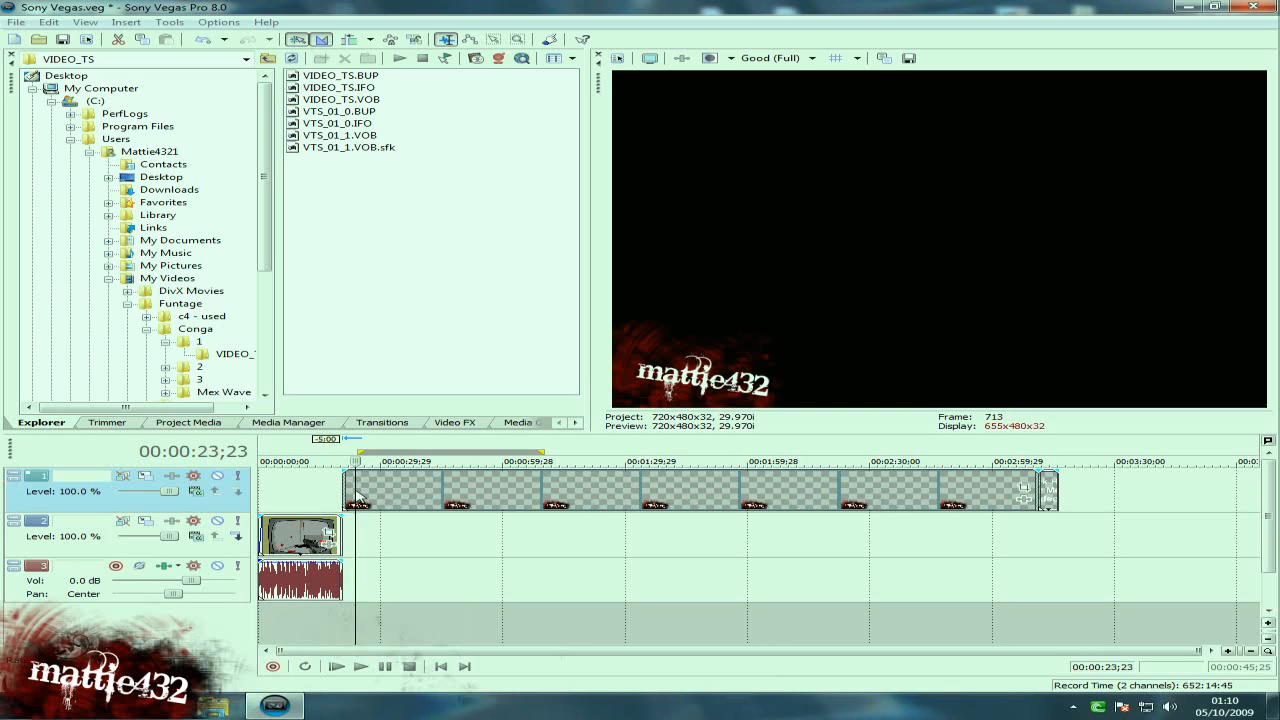 Sony Vegas.veg * - Sony Vegas Pro 8.0
File Edit View Insert Tools Options Help
VIDEO_TS
Good (Full)
Desktop
My Computer
(C:)
PerfLogs
Program Files
Users
Mattie4321
Contacts
Desktop
Downloads
Favorites
Library
Links
My Documents
My Music
My Pictures
My Videos
DivX Movies
Funtage
c4 - used
Conga
1
VIDEO_
2
3
Mex Wave
VIDEO_TS.BUP
VIDEO_TS.IFO
VIDEO_TS.VOB
VTS_01_0.BUP
VTS_01_0.IFO
VTS_01_1.VOB
VTS_01_1.VOB.sfk
mattie432
Explorer Trimmer Project Media Media Manager Transitions Video FX Media
Project: 720x480x32, 29.970i
Preview: 720x480x32, 29.970i
Frame: 713
Display: 655x480x32
00:00:23;23
-5:00
00:00:00;00 00:00:29;29 00:00:59;28 00:01:29;29 00:01:59;28 00:02:30;00 00:02:59;29 00:03:30;00
1
Level: 100.0 %
2
Level: 100.0 %
3
Vol: 0.0 dB
Pan: Center
mattie432
00:00:23;23
00:00:45;25
Record Time (2 channels): 652:14:45
01:10
05/10/2009